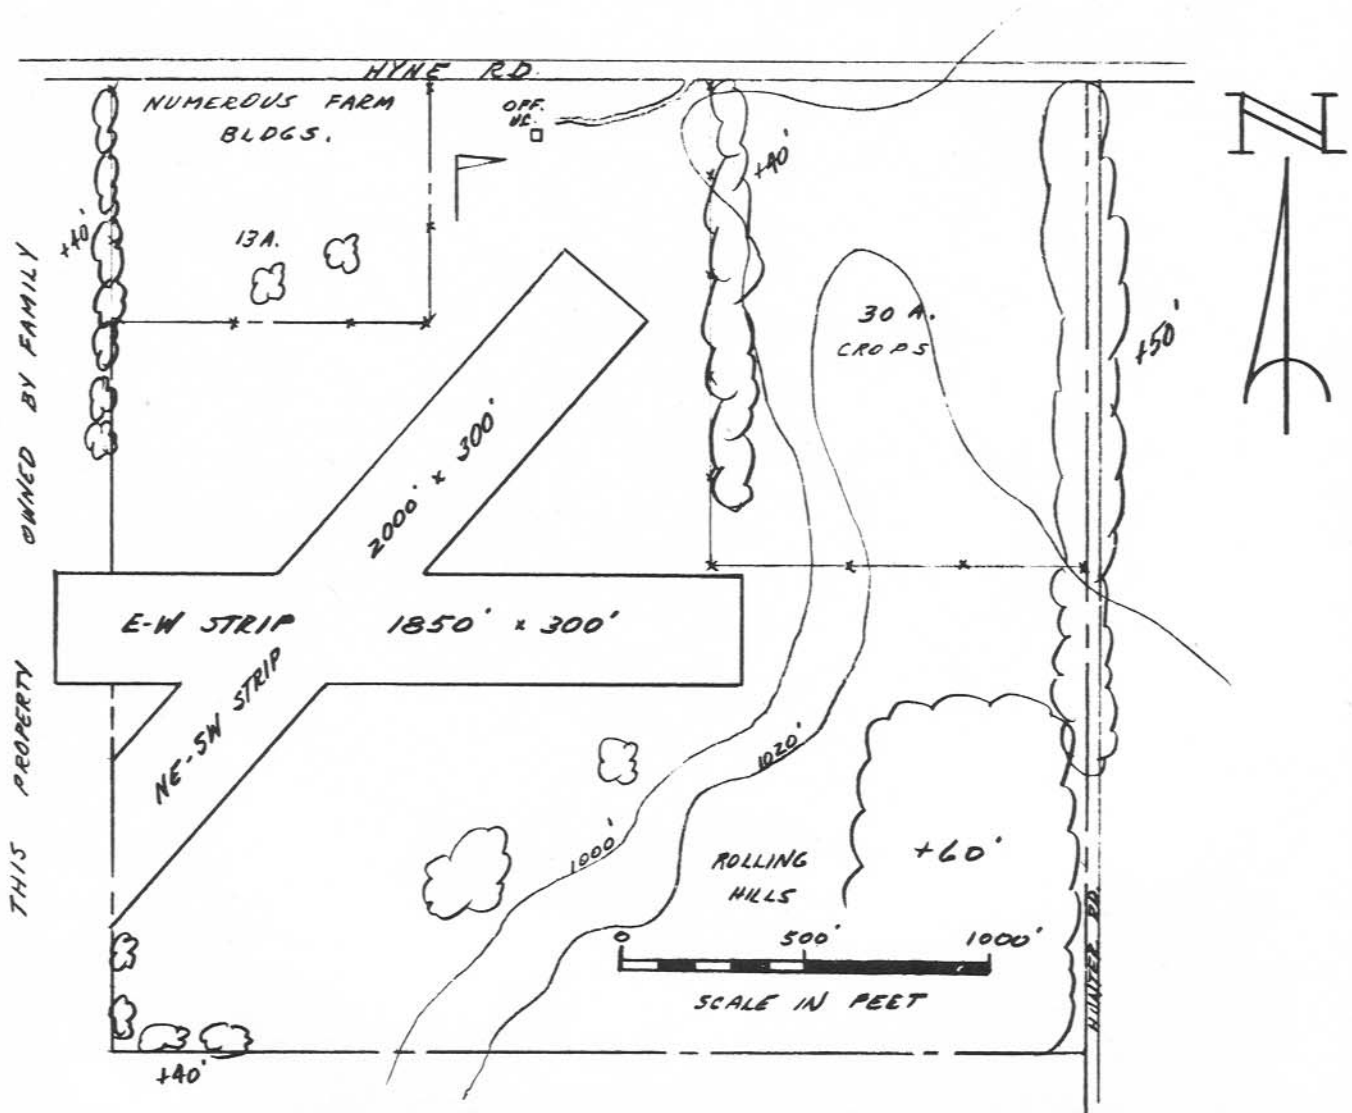 HYNE RD.
NUMEROUS FARM
BLDGS.
OFF.
N
+40'
+40'
13A.
30 A.
CROPS
+50'
2000' x 300'
E-W STRIP 1850' x 300'
NE-SW STRIP
THIS PROPERTY OWNED BY FAMILY
1020'
1000'
ROLLING
HILLS
+60'
0 500' 1000'
SCALE IN FEET
HUNTER RD.
+40'